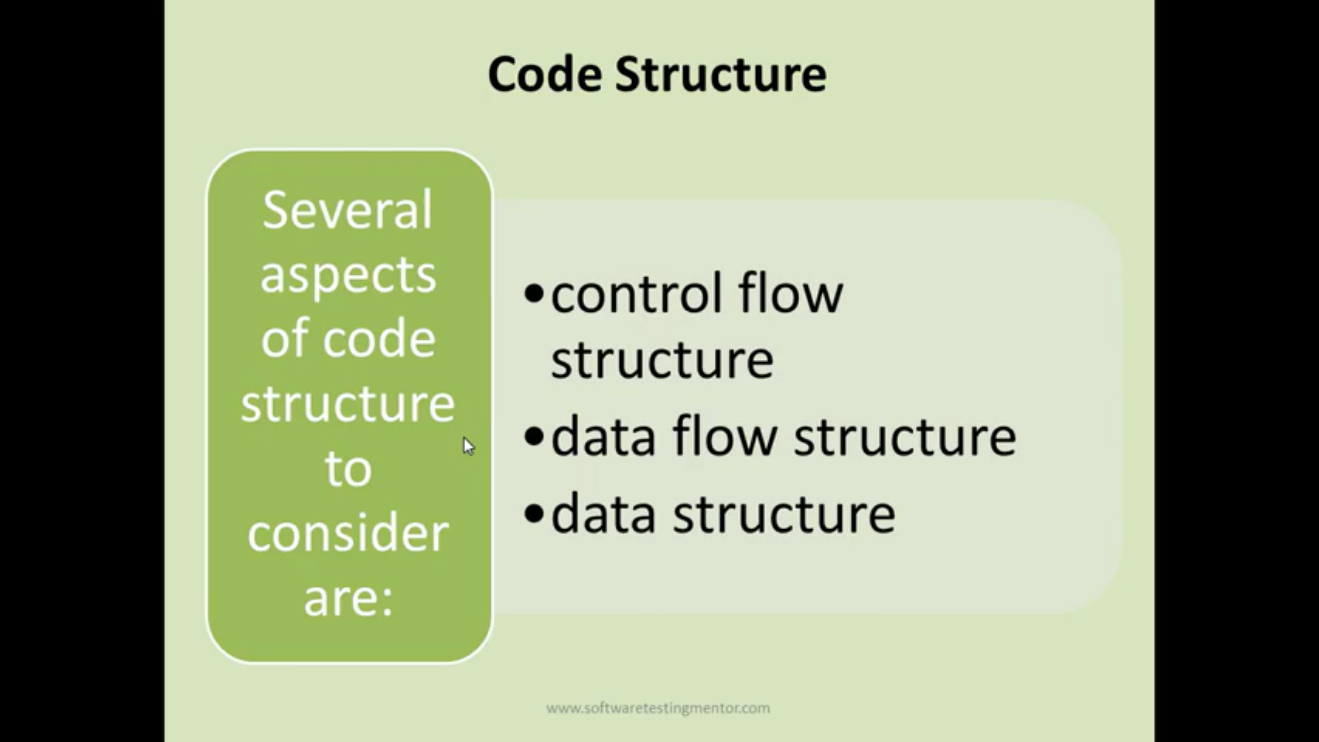 Code Structure
Several
aspects
of code
structure
to
consider
are:
•control flow
structure
•data flow structure
•data structure
www.softwaretestingmentor.com